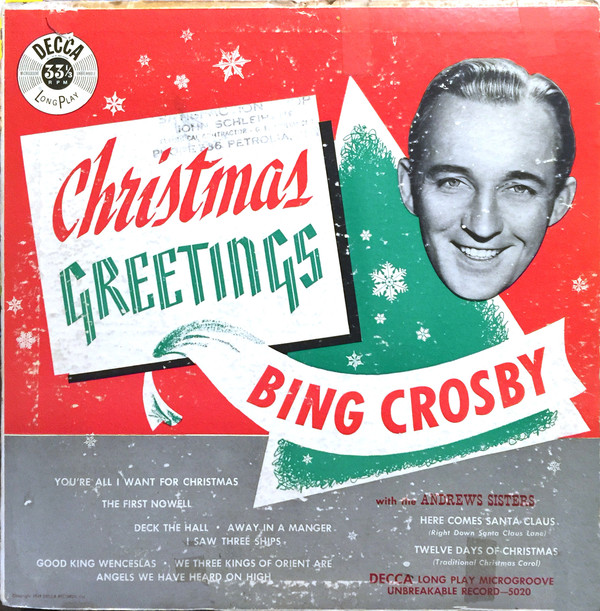 DECCA
33⅓
RPM
LONG PLAY
JOHN SCHLEI
PETROLIA.
Christmas
GREETINGS
BING CROSBY
YOU'RE ALL I WANT FOR CHRISTMAS
THE FIRST NOWELL
DECK THE HALL • AWAY IN A MANGER
I SAW THREE SHIPS
GOOD KING WENCESLAS • WE THREE KINGS OF ORIENT ARE
ANGELS WE HAVE HEARD ON HIGH
with the ANDREWS SISTERS
HERE COMES SANTA CLAUS
(Right Down Santa Claus Lane)
TWELVE DAYS OF CHRISTMAS
(Traditional Christmas Carol)
DECCA LONG PLAY MICROGROOVE
UNBREAKABLE RECORD—5020